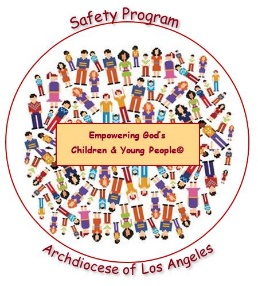 Safety Program
Empowering God's
Children & Young People©
Archdiocese of Los Angeles